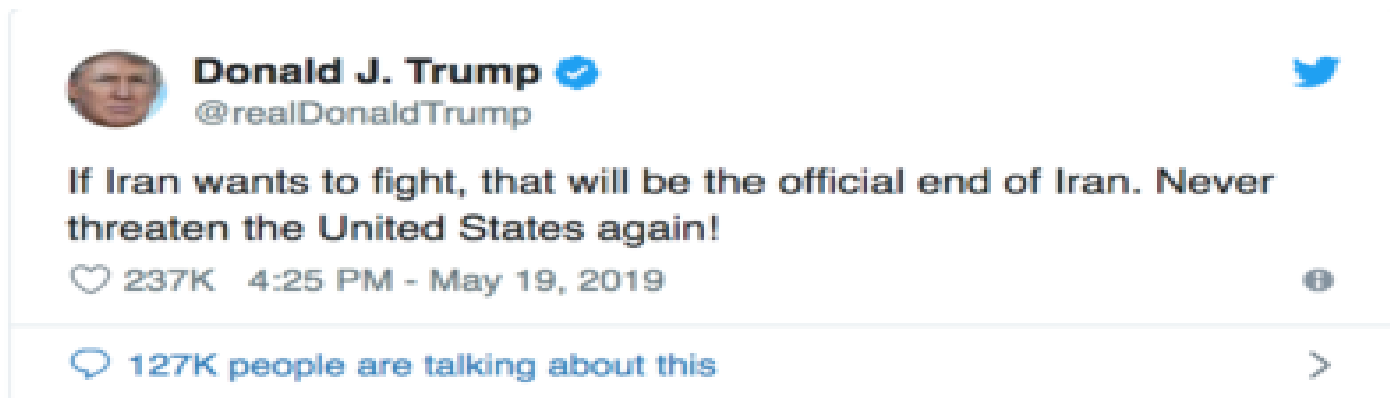 Donald J. Trump
@realDonaldTrump
If Iran wants to fight, that will be the official end of Iran. Never
threaten the United States again!
237K 4:25 PM - May 19, 2019
127K people are talking about this